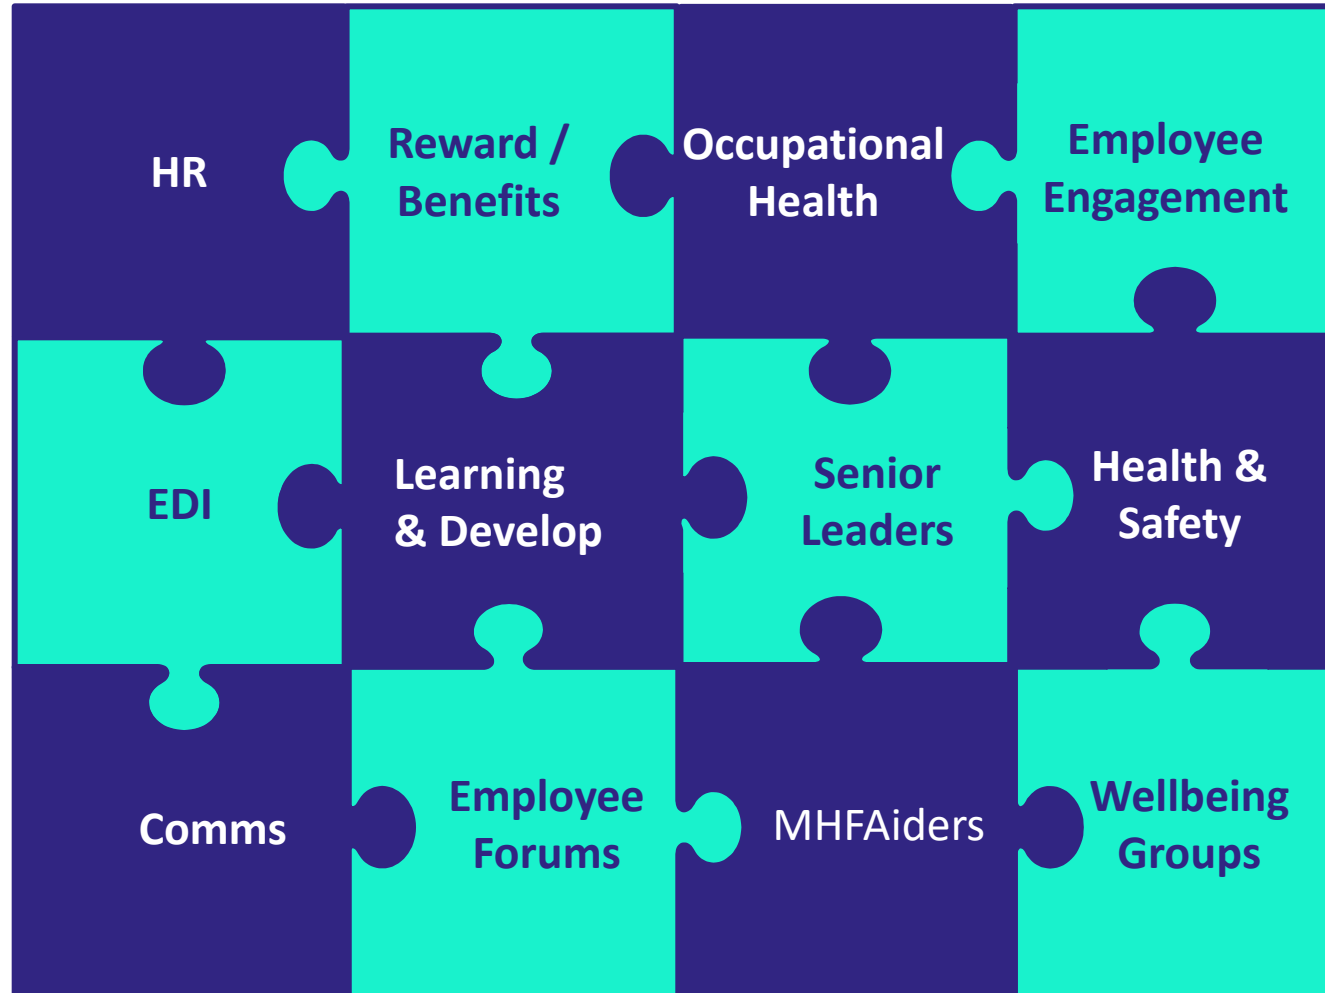 HR
Reward /
Benefits
Occupational
Health
Employee
Engagement
EDI
Learning
& Develop
Senior
Leaders
Health &
Safety
Comms
Employee
Forums
MHFAiders
Wellbeing
Groups